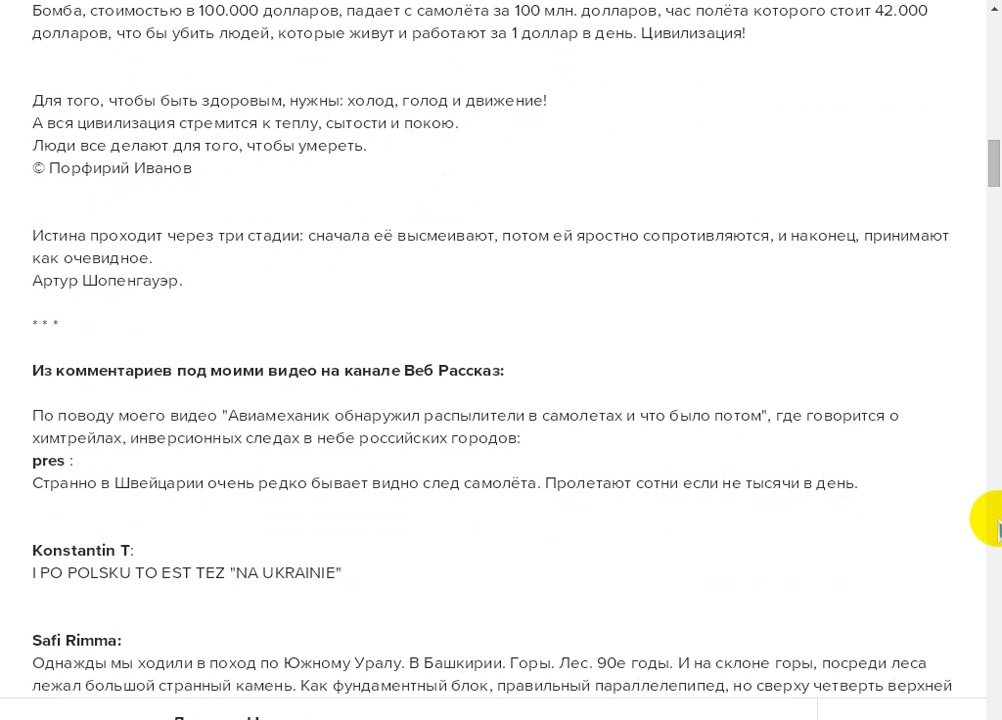 Бомба, стоимостью в 100.000 долларов, падает с самолёта за 100 млн. долларов, час полёта которого стоит 42.000
долларов, что бы убить людей, которые живут и работают за 1 доллар в день. Цивилизация!
Для того, чтобы быть здоровым, нужны: холод, голод и движение!
А вся цивилизация стремится к теплу, сытости и покою.
Люди все делают для того, чтобы умереть.
© Порфирий Иванов
Истина проходит через три стадии: сначала её высмеивают, потом ей яростно сопротивляются, и наконец, принимают
как очевидное.
Артур Шопенгауэр.
* * *
Из комментариев под моими видео на канале Веб Рассказ:
По поводу моего видео "Авиамеханик обнаружил распылители в самолетах и что было потом", где говорится о
химтрейлах, инверсионных следах в небе российских городов:
pres :
Странно в Швейцарии очень редко бывает видно след самолёта. Пролетают сотни если не тысячи в день.
Konstantin T:
I PO POLSKU TO EST TEZ "NA UKRAINIE"
Safi Rimma:
Однажды мы ходили в поход по Южному Уралу. В Башкирии. Горы. Лес. 90е годы. И на склоне горы, посреди леса
лежал большой странный камень. Как фундаментный блок, правильный параллелепипед, но сверху четверть верхней